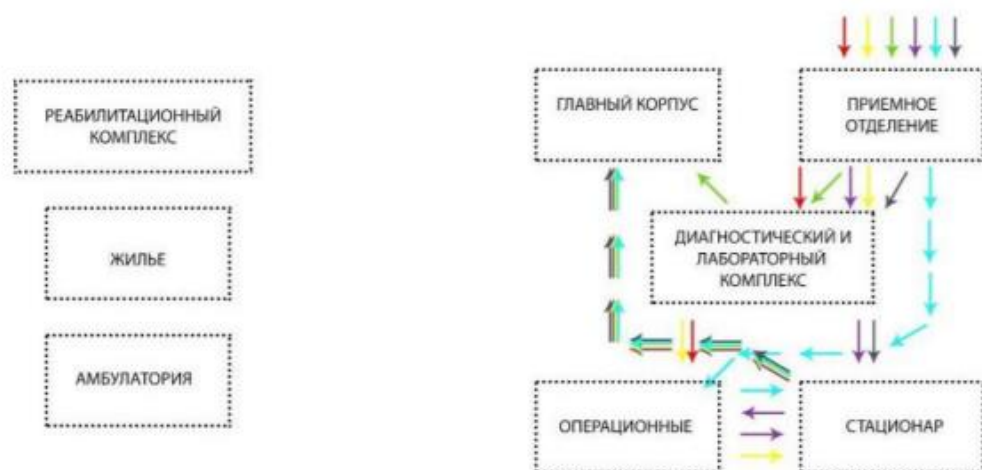 РЕАБИЛИТАЦИОННЫЙ
КОМПЛЕКС
ЖИЛЬЕ
АМБУЛАТОРИЯ
ГЛАВНЫЙ КОРПУС
ПРИЕМНОЕ
ОТДЕЛЕНИЕ
ДИАГНОСТИЧЕСКИЙ И
ЛАБОРАТОРНЫЙ
КОМПЛЕКС
ОПЕРАЦИОННЫЕ
СТАЦИОНАР